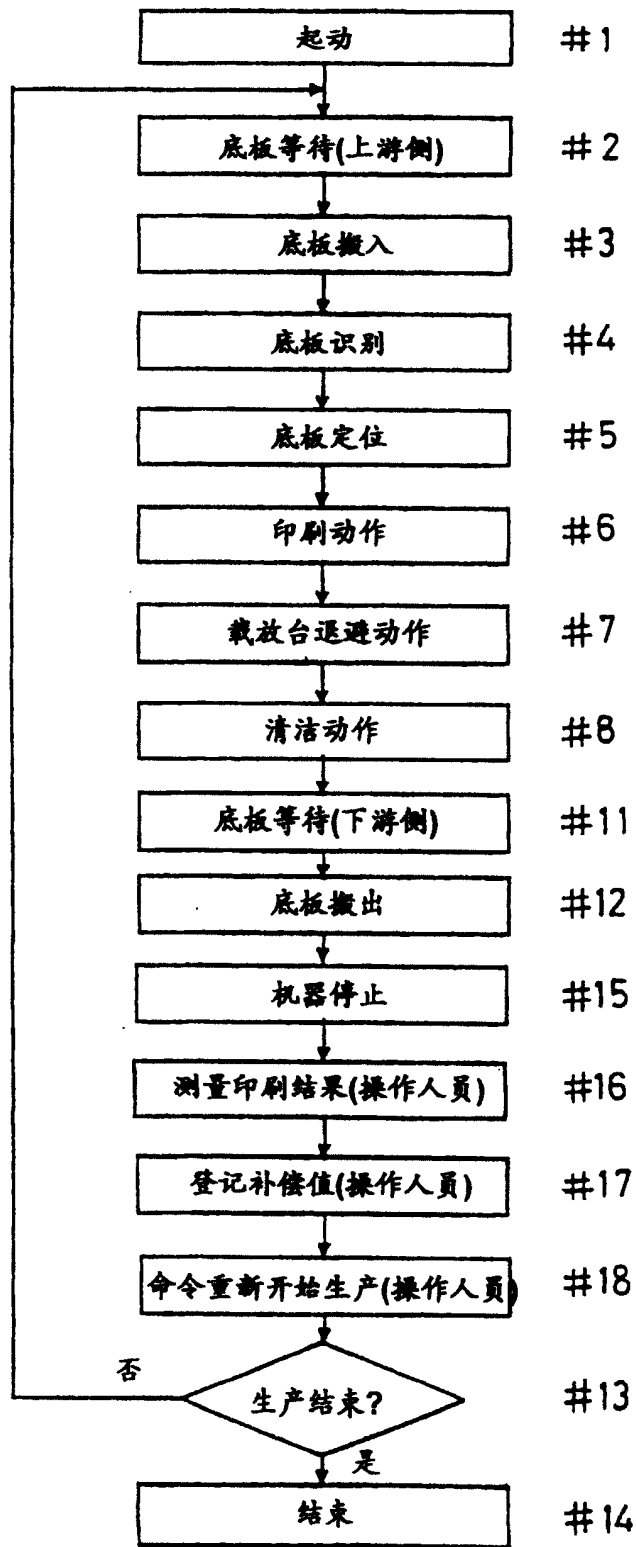 起动 #1
底板等待(上游侧) #2
底板搬入 #3
底板识别 #4
底板定位 #5
印刷动作 #6
载放台退避动作 #7
清洁动作 #8
底板等待(下游侧) #11
底板搬出 #12
机器停止 #15
测量印刷结果(操作人员) #16
登记补偿值(操作人员) #17
命令重新开始生产(操作人员) #18
否
生产结束? #13
是
结束 #14